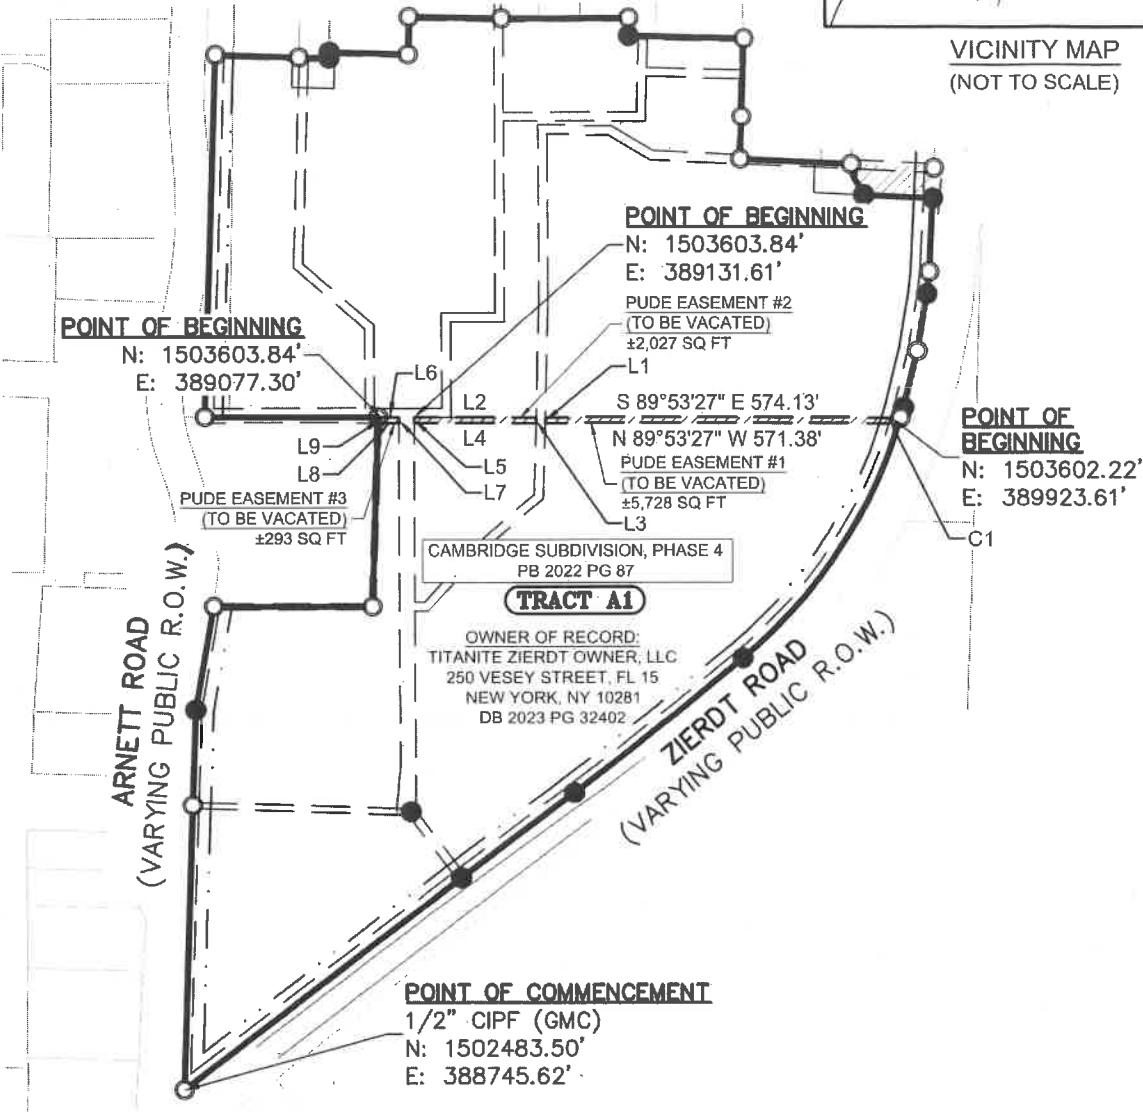 VICINITY MAP
(NOT TO SCALE)
POINT OF BEGINNING
N: 1503603.84'
E: 389131.61'
PUDE EASEMENT #2
(TO BE VACATED)
±2,027 SQ FT
POINT OF BEGINNING
N: 1503603.84'
E: 389077.30'
L6
L1
L2
S 89°53'27" E 574.13'
L4
N 89°53'27" W 571.38'
L9
L8
L5
L7
PUDE EASEMENT #1
(TO BE VACATED)
±5,728 SQ FT
L3
POINT OF
BEGINNING
N: 1503602.22'
E: 389923.61'
C1
PUDE EASEMENT #3
(TO BE VACATED)
±293 SQ FT
CAMBRIDGE SUBDIVISION, PHASE 4
PB 2022 PG 87
TRACT A1
OWNER OF RECORD:
TITANITE ZIERDT OWNER, LLC
250 VESEY STREET, FL 15
NEW YORK, NY 10281
DB 2023 PG 32402
ARNETT ROAD
(VARYING PUBLIC R.O.W.)
ZIERDT ROAD
(VARYING PUBLIC R.O.W.)
POINT OF COMMENCEMENT
1/2" CIPF (GMC)
N: 1502483.50'
E: 388745.62'